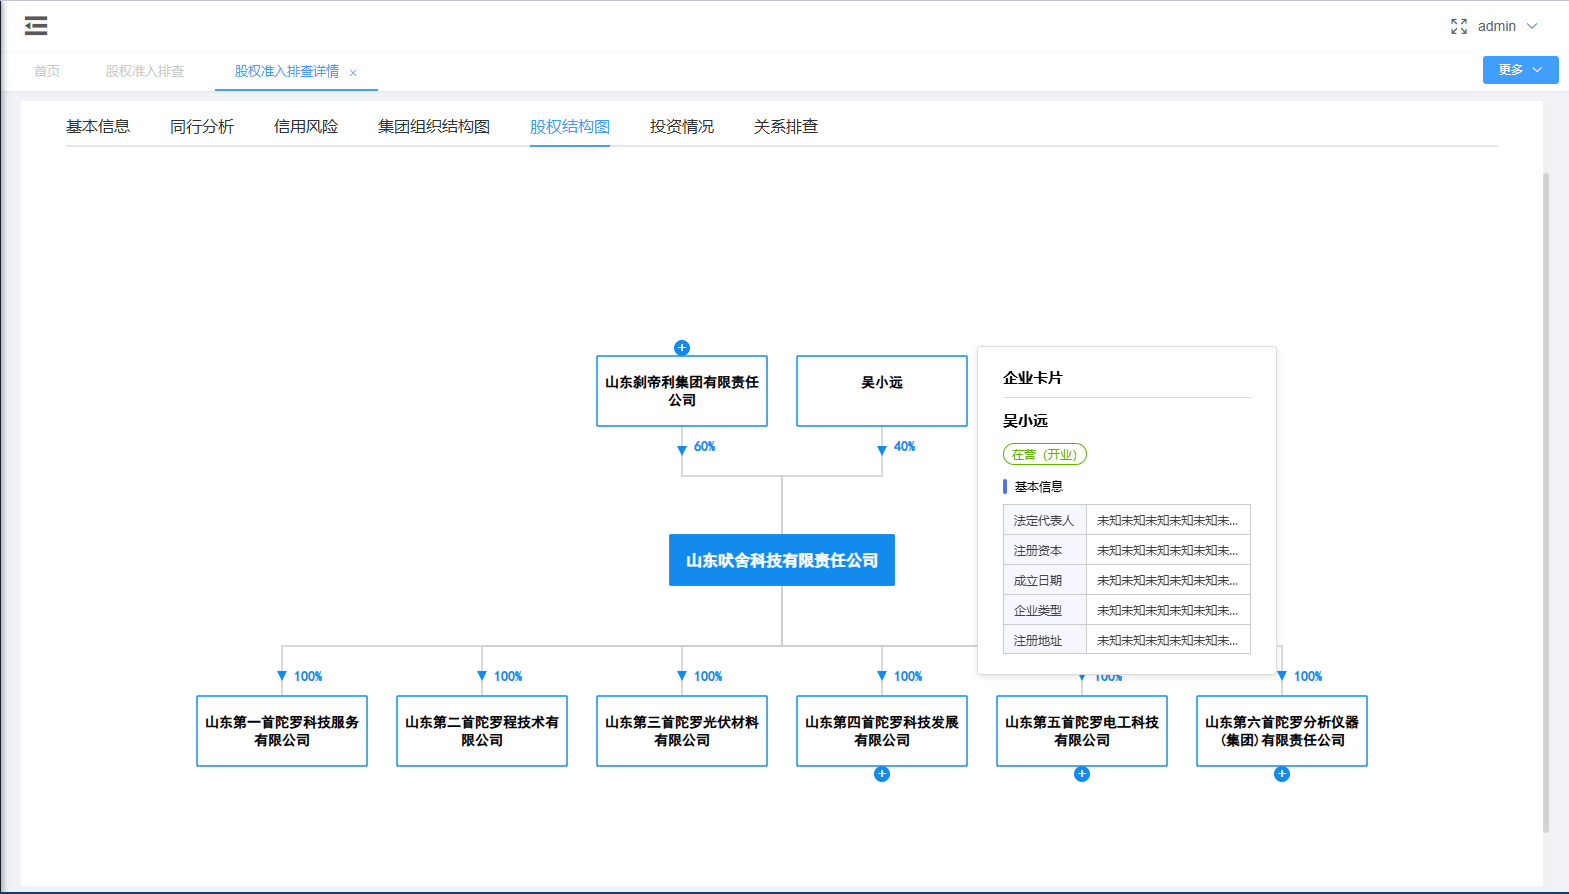 admin
首页
股权准入排查
股权准入排查详情
更多
基本信息
同行分析
信用风险
集团组织结构图
股权结构图
投资情况
关系排查
山东刹帝利集团有限责任
公司
吴小远
60%
40%
山东吠舍科技有限责任公司
企业卡片
吴小远
在营（开业）
基本信息
法定代表人 未知未知未知未知未知未...
注册资本 未知未知未知未知未知未...
成立日期 未知未知未知未知未知未...
企业类型 未知未知未知未知未知未...
注册地址 未知未知未知未知未知未...
100%
100%
100%
100%
100%
100%
山东第一首陀罗科技服务
有限公司
山东第二首陀罗程技术有
限公司
山东第三首陀罗光伏材料
有限公司
山东第四首陀罗科技发展
有限公司
山东第五首陀罗电工科技
有限公司
山东第六首陀罗分析仪器
(集团)有限责任公司